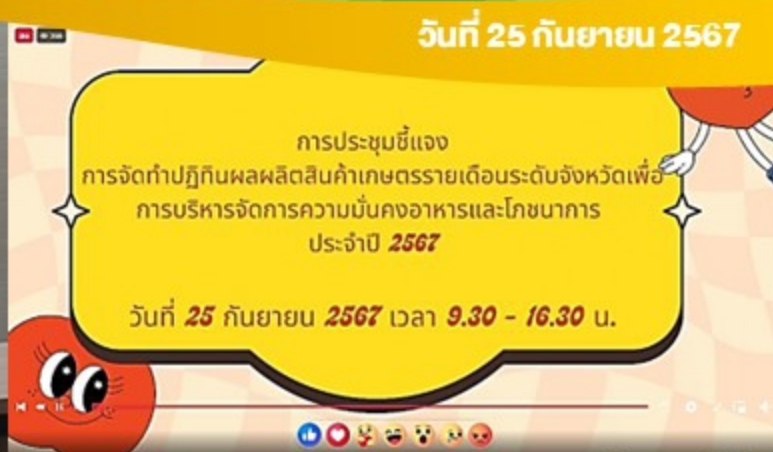 วันที่ 25 กันยายน 2567
การประชุมชี้แจง
การจัดทำปฏิทินผลผลิตสินค้าเกษตรรายเดือนระดับจังหวัดเพื่อ
การบริหารจัดการความมั่นคงอาหารและโภชนาการ
ประจำปี 2567
วันที่ 25 กันยายน 2567 เวลา 9.30 - 16.30 น.